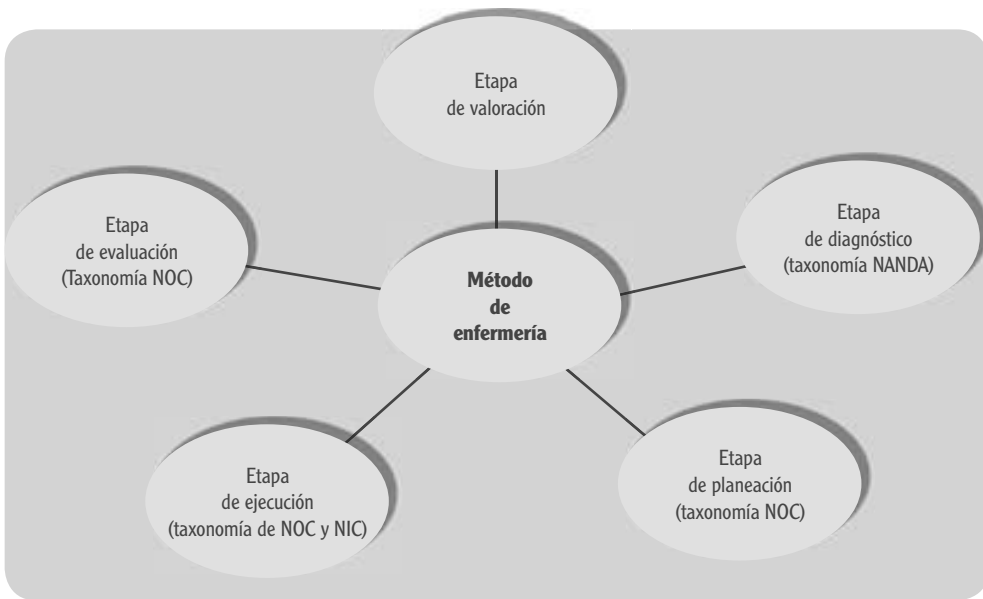 Etapa
de valoración
Etapa
de evaluación
(Taxonomía NOC)
Etapa
de diagnóstico
(taxonomía NANDA)
Método
de
enfermería
Etapa
de ejecución
(taxonomía de NOC y NIC)
Etapa
de planeación
(taxonomía NOC)